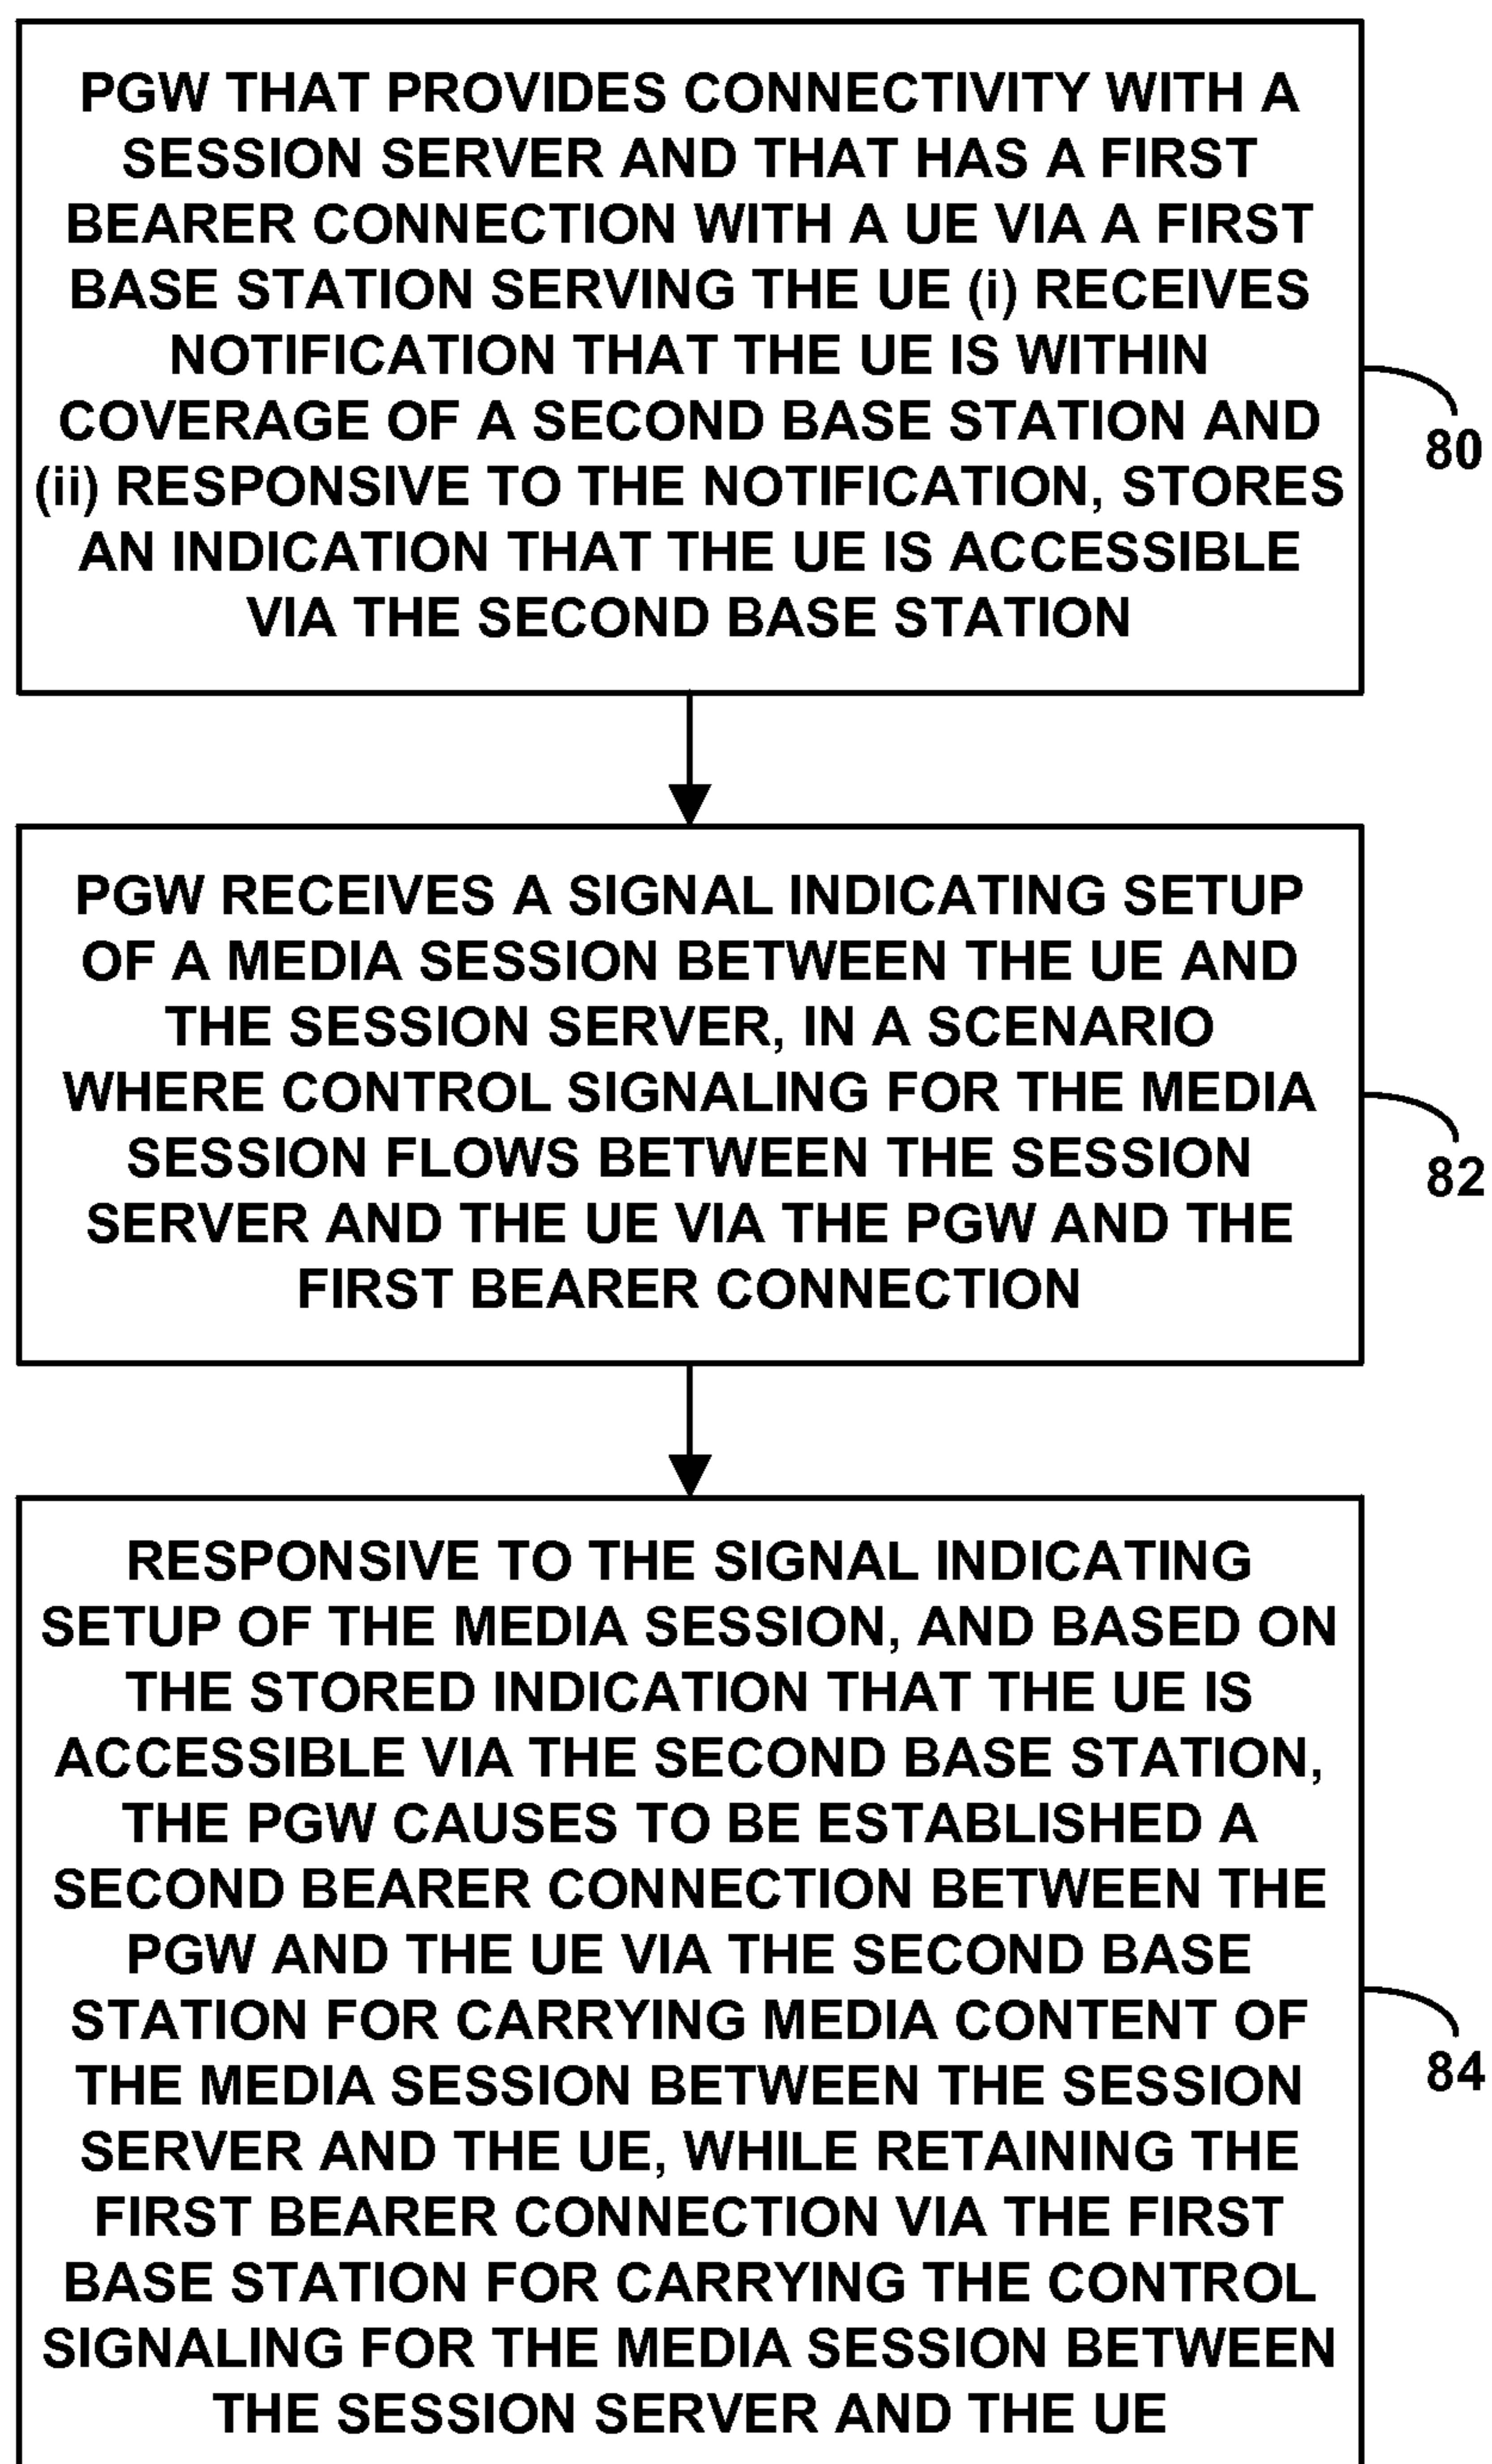 PGW THAT PROVIDES CONNECTIVITY WITH A
SESSION SERVER AND THAT HAS A FIRST
BEARER CONNECTION WITH A UE VIA A FIRST
BASE STATION SERVING THE UE (i) RECEIVES
NOTIFICATION THAT THE UE IS WITHIN
COVERAGE OF A SECOND BASE STATION AND
(ii) RESPONSIVE TO THE NOTIFICATION, STORES
AN INDICATION THAT THE UE IS ACCESSIBLE
VIA THE SECOND BASE STATION
80
PGW RECEIVES A SIGNAL INDICATING SETUP
OF A MEDIA SESSION BETWEEN THE UE AND
THE SESSION SERVER, IN A SCENARIO
WHERE CONTROL SIGNALING FOR THE MEDIA
SESSION FLOWS BETWEEN THE SESSION
SERVER AND THE UE VIA THE PGW AND THE
FIRST BEARER CONNECTION
82
RESPONSIVE TO THE SIGNAL INDICATING
SETUP OF THE MEDIA SESSION, AND BASED ON
THE STORED INDICATION THAT THE UE IS
ACCESSIBLE VIA THE SECOND BASE STATION,
THE PGW CAUSES TO BE ESTABLISHED A
SECOND BEARER CONNECTION BETWEEN THE
PGW AND THE UE VIA THE SECOND BASE
STATION FOR CARRYING MEDIA CONTENT OF
THE MEDIA SESSION BETWEEN THE SESSION
SERVER AND THE UE, WHILE RETAINING THE
FIRST BEARER CONNECTION VIA THE FIRST
BASE STATION FOR CARRYING THE CONTROL
SIGNALING FOR THE MEDIA SESSION BETWEEN
THE SESSION SERVER AND THE UE
84